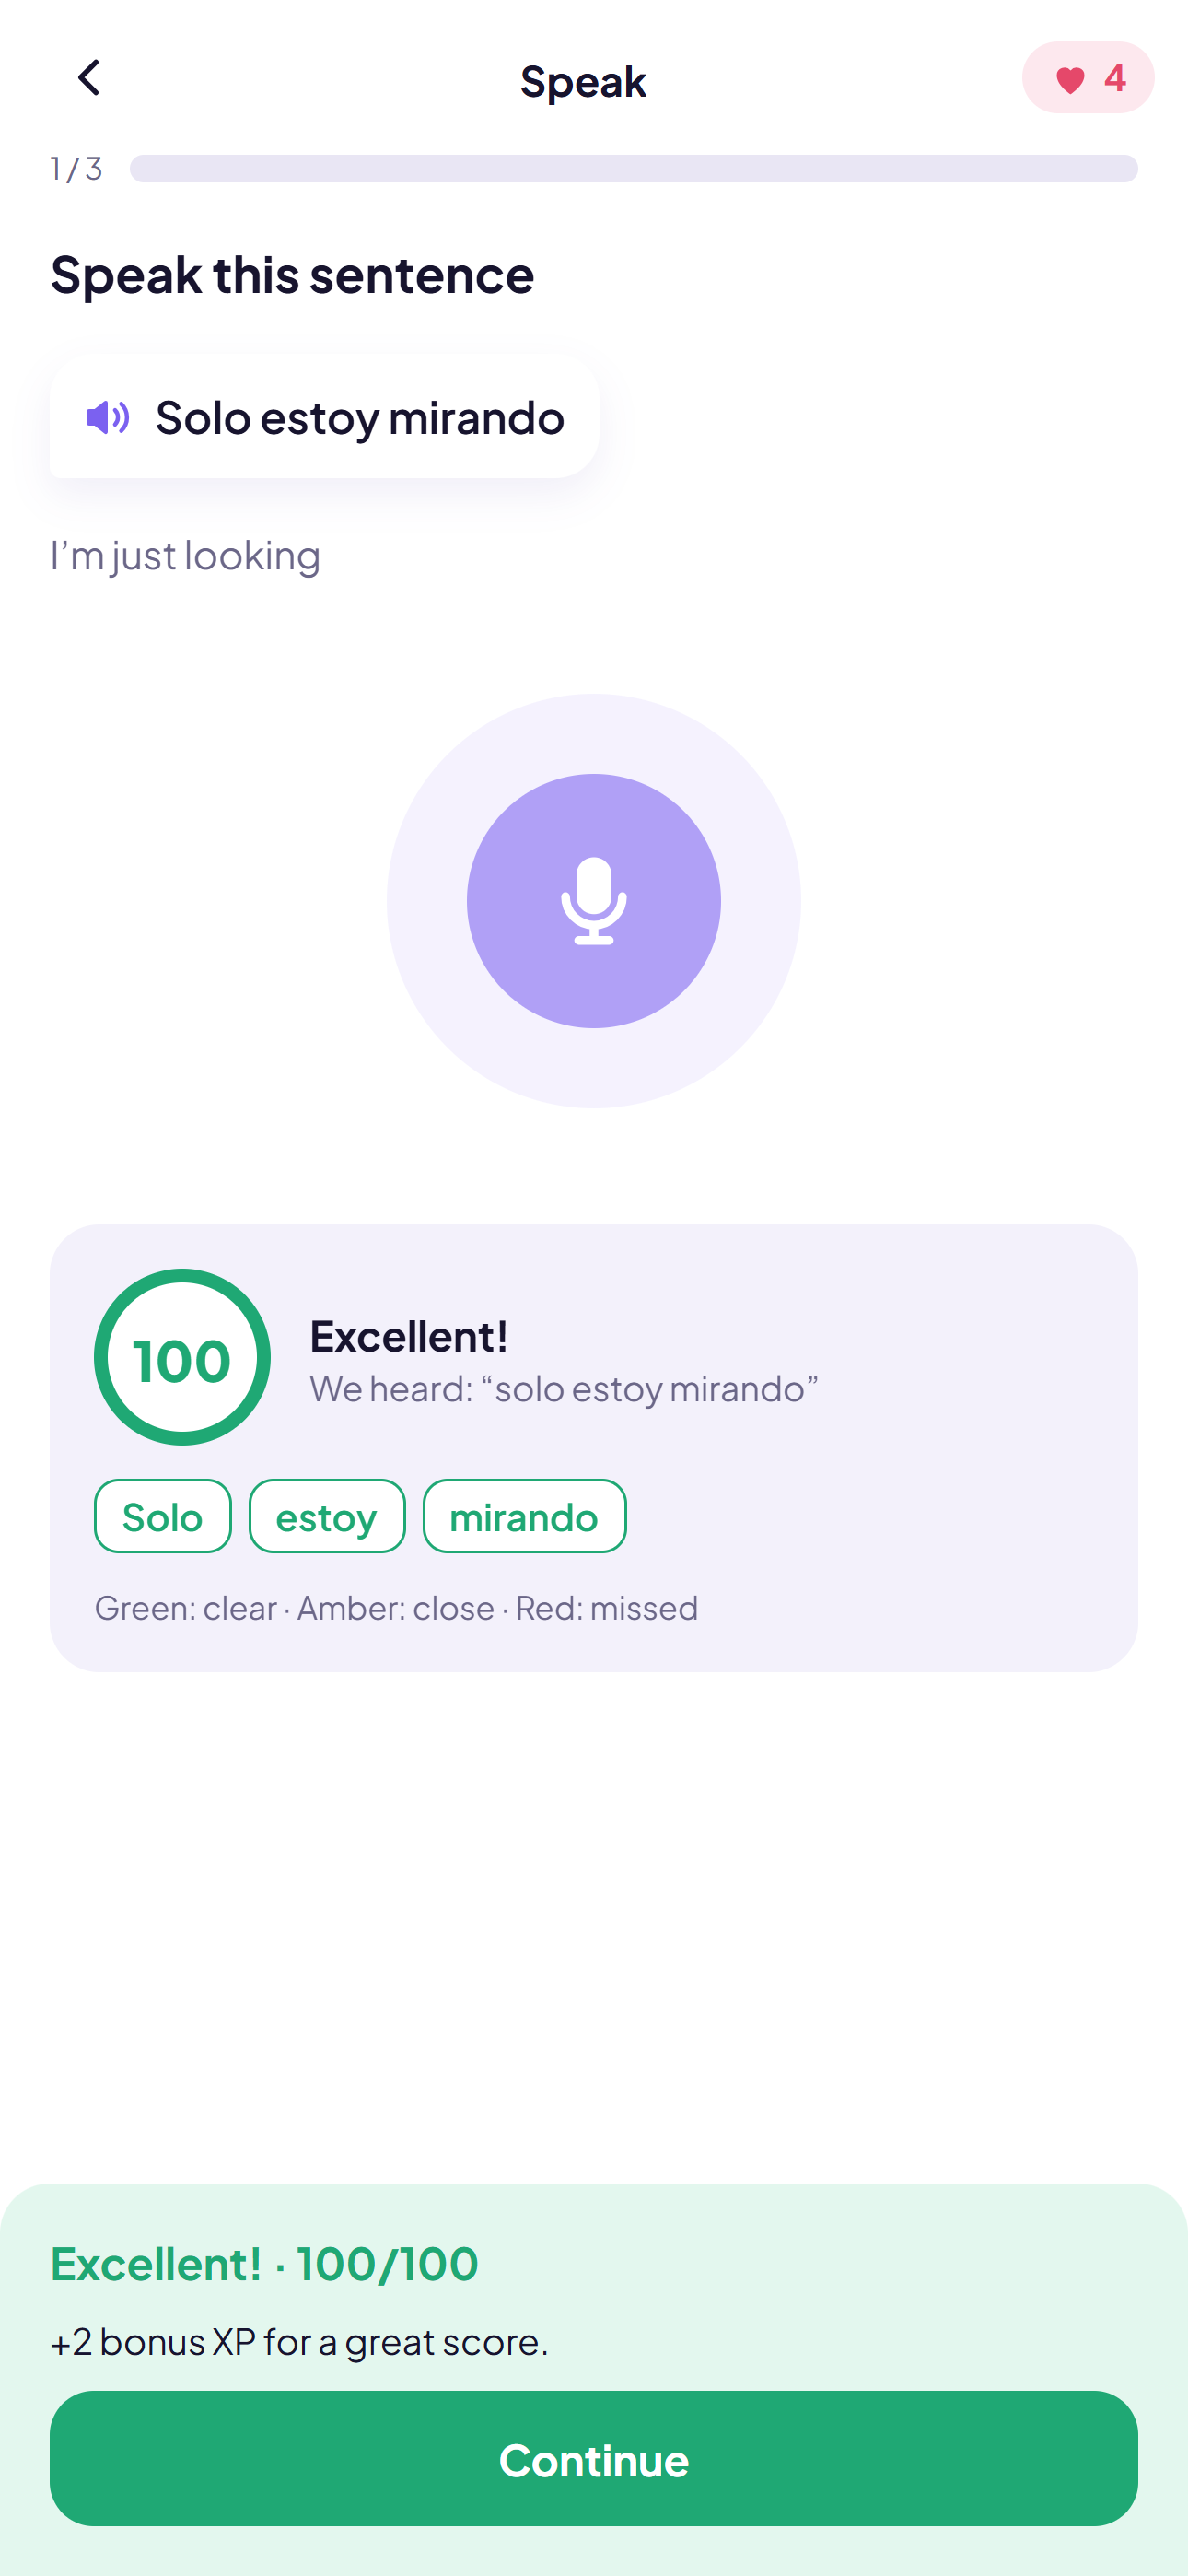 Speak
4
1 / 3
Speak this sentence
Solo estoy mirando
I’m just looking
100
Excellent!
We heard: “solo estoy mirando”
Solo estoy mirando
Green: clear · Amber: close · Red: missed
Excellent! · 100/100
+2 bonus XP for a great score.
Continue